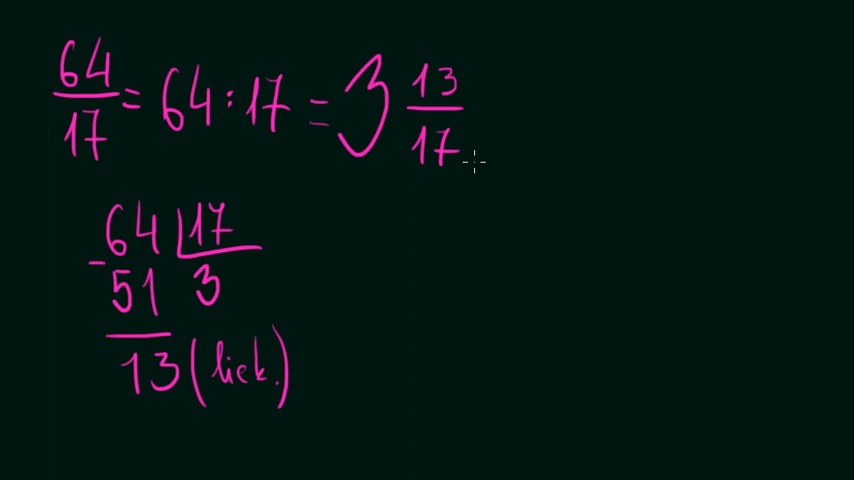 64/17 = 64 : 17 = 3 13/17
64 | 17
- 51 3
13 (liek.)